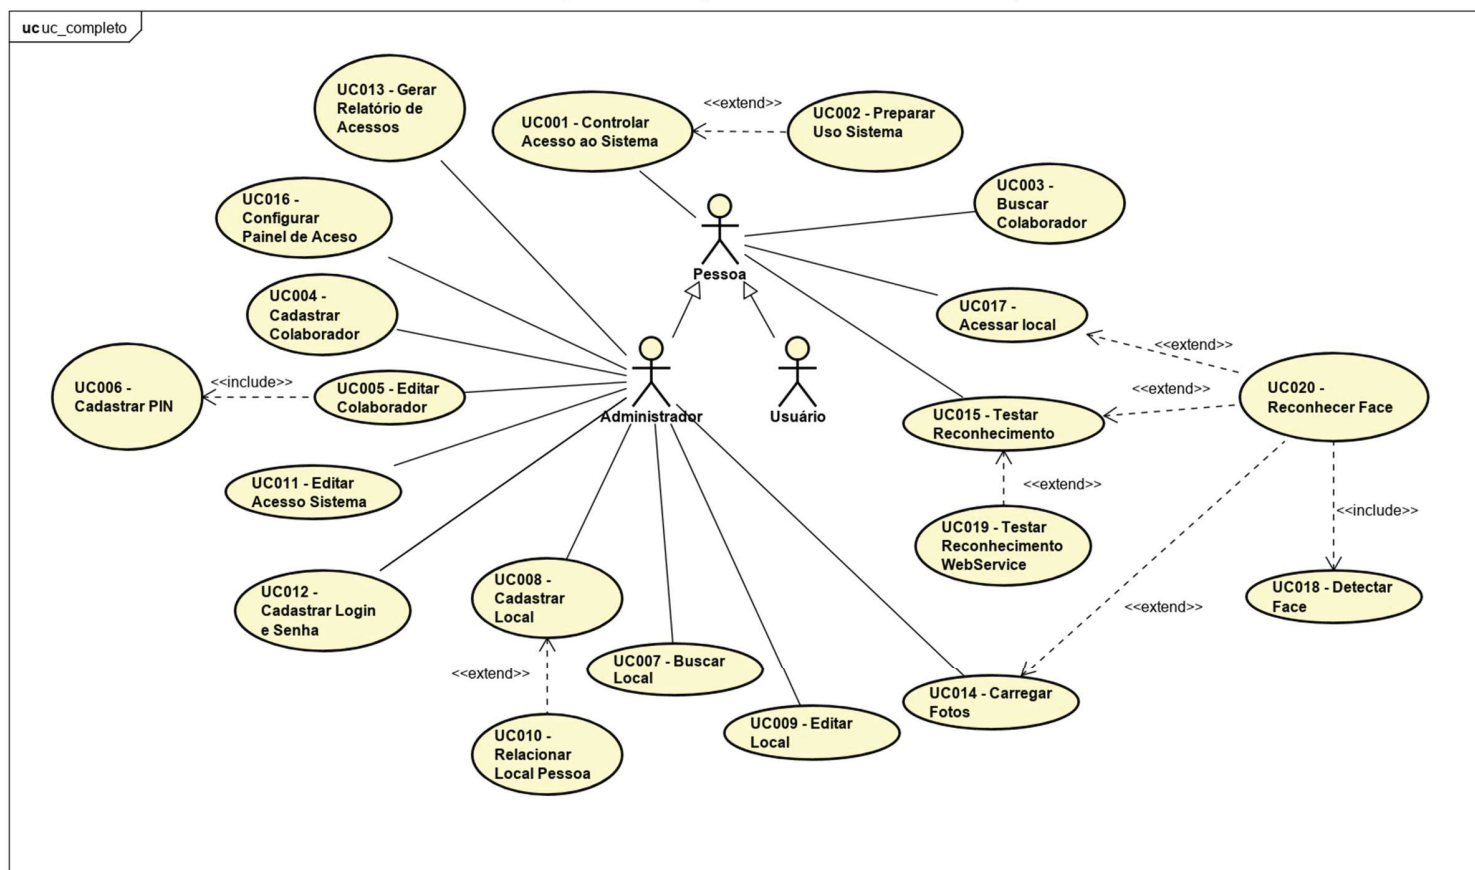 uc uc_completo
UC013 - Gerar
Relatório de
Acessos
UC001 - Controlar
Acesso ao Sistema
<<extend>>
UC002 - Preparar
Uso Sistema
UC016 -
Configurar
Painel de Aceso
UC003 -
Buscar
Colaborador
Pessoa
UC004 -
Cadastrar
Colaborador
UC017 -
Acessar local
<<extend>>
UC006 -
Cadastrar PIN
<<include>>
UC005 - Editar
Colaborador
Administrador
Usuário
<<extend>>
UC015 - Testar
Reconhecimento
UC020 -
Reconhecer Face
UC011 - Editar
Acesso Sistema
<<extend>>
<<include>>
UC019 - Testar
Reconhecimento
WebService
UC012 -
Cadastrar Login
e Senha
UC008 -
Cadastrar
Local
<<extend>>
UC018 - Detectar
Face
<<extend>>
UC007 - Buscar
Local
UC014 - Carregar
Fotos
UC010 -
Relacionar
Local Pessoa
UC009 - Editar
Local